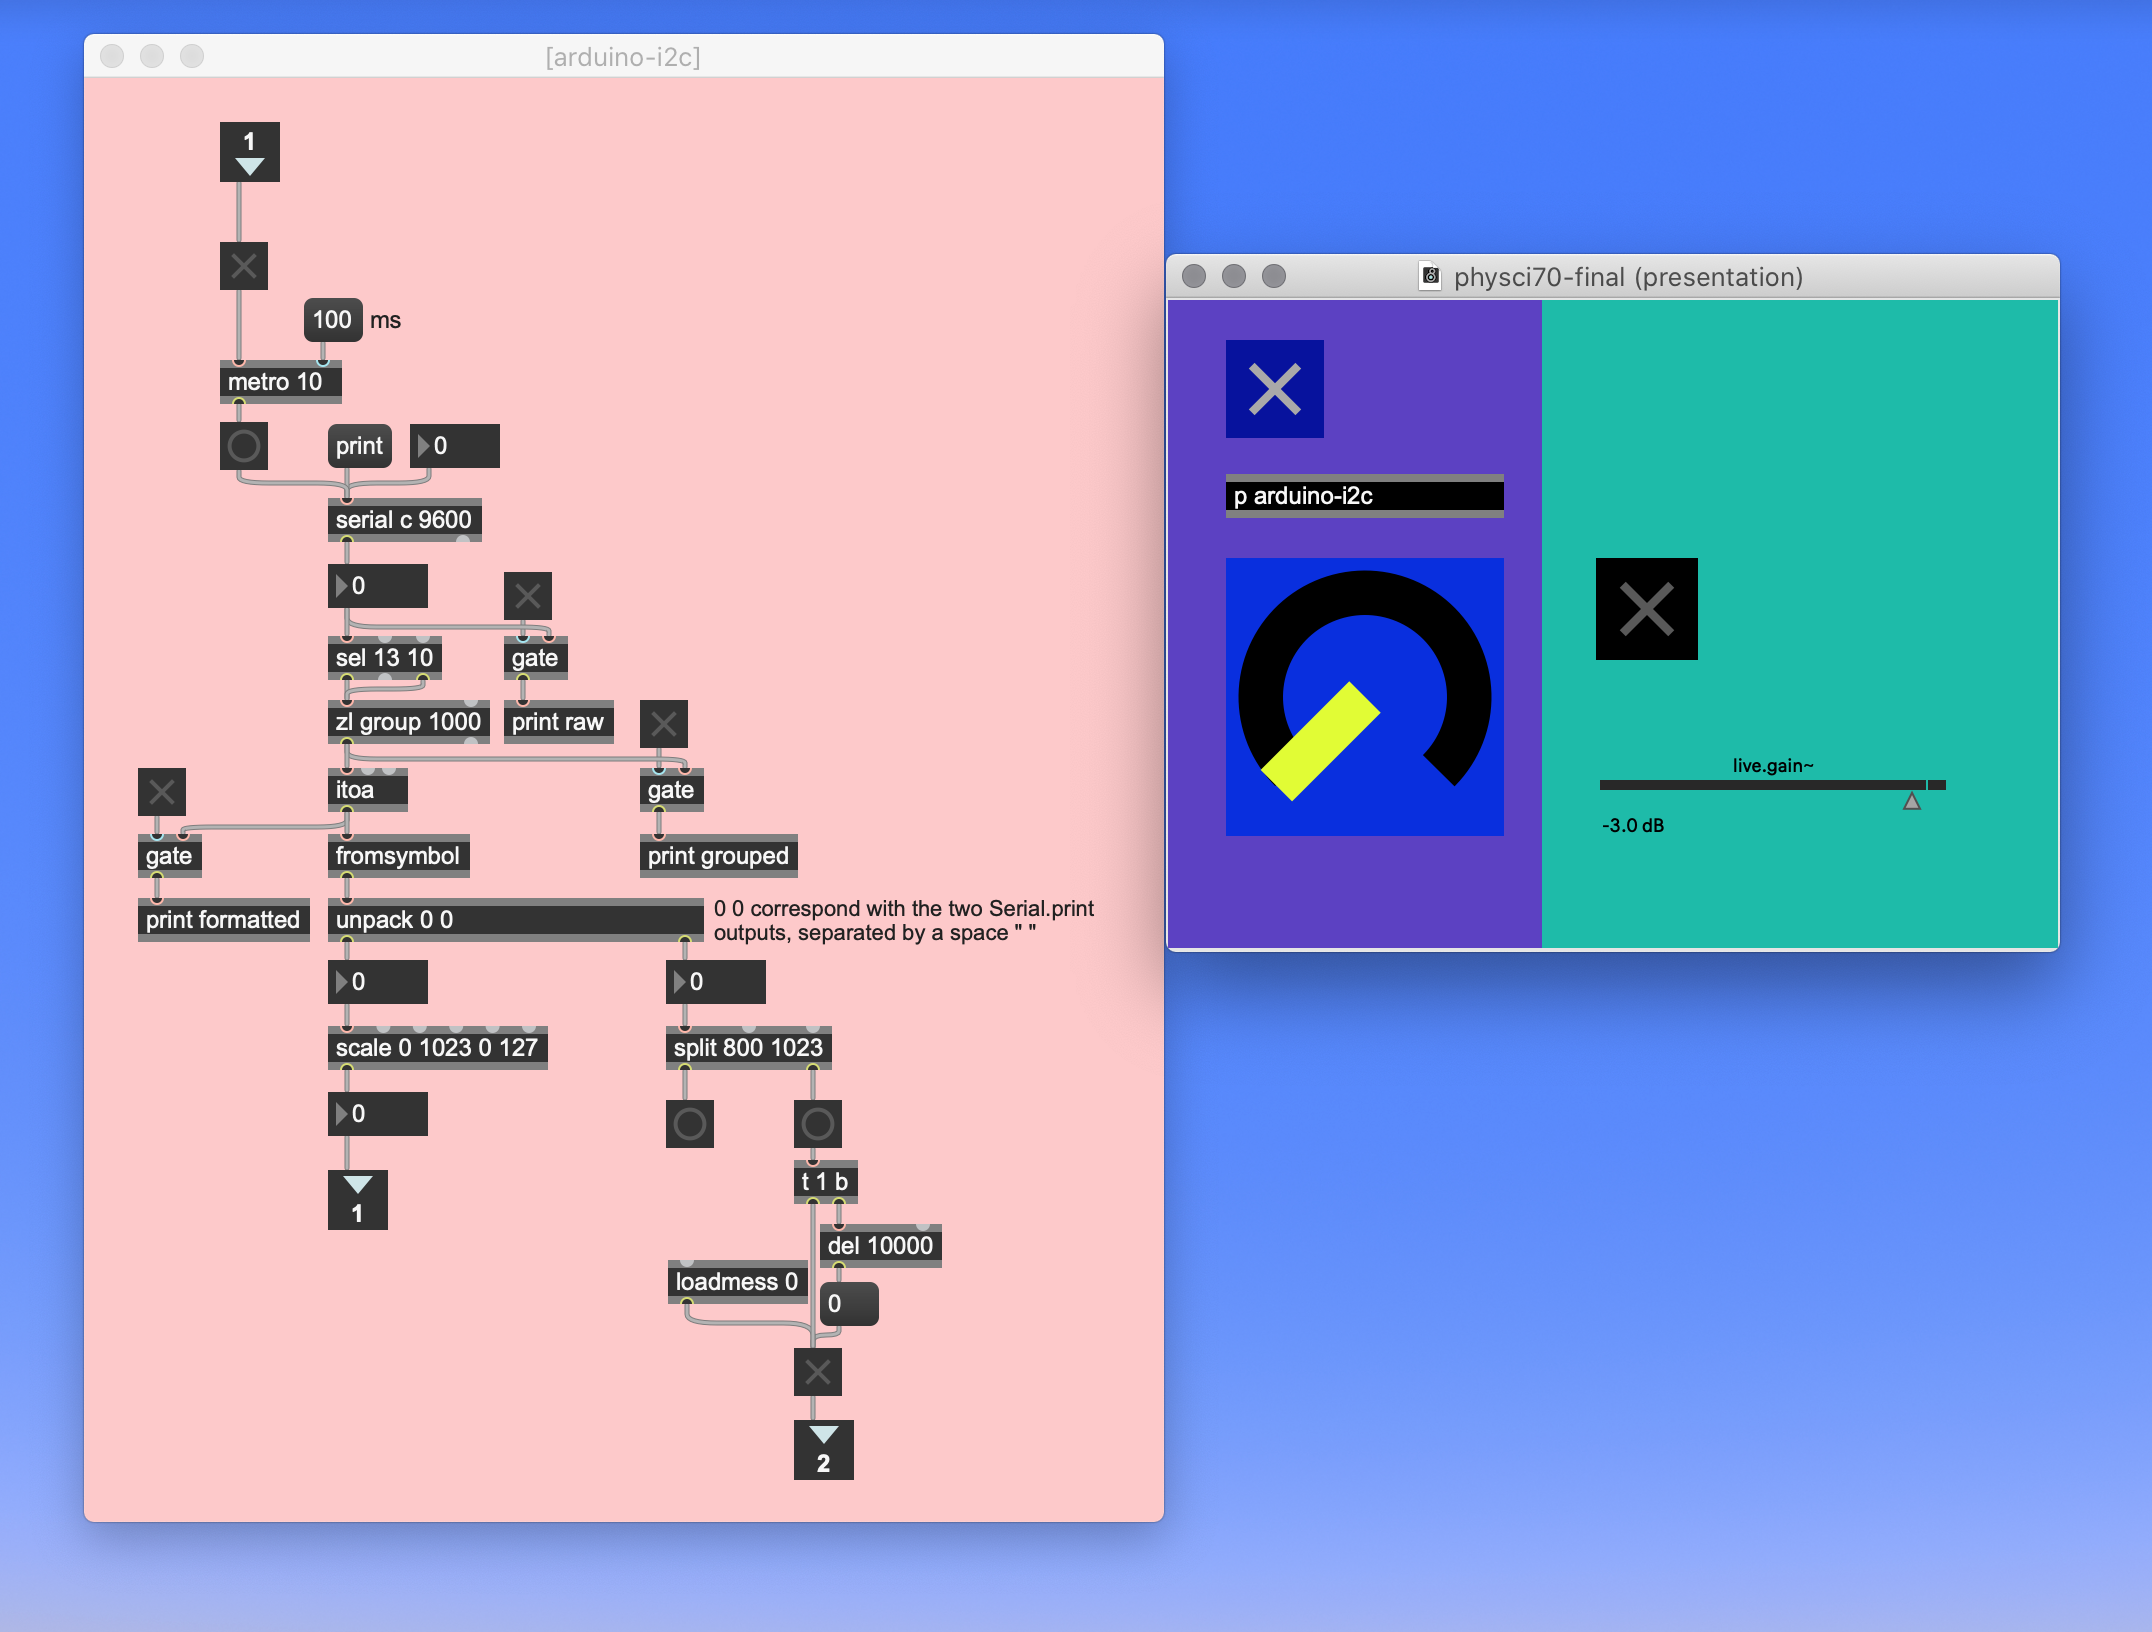 [arduino-i2c]
1
100 ms
metro 10
print
0
serial c 9600
0
sel 13 10
gate
zl group 1000
print raw
itoa
gate
gate
fromsymbol
print grouped
print formatted
unpack 0 0
0 0 correspond with the two Serial.print
outputs, separated by a space " "
0
0
scale 0 1023 0 127
split 800 1023
0
t 1 b
1
del 10000
loadmess 0
0
2
physci70-final (presentation)
p arduino-i2c
live.gain~
-3.0 dB